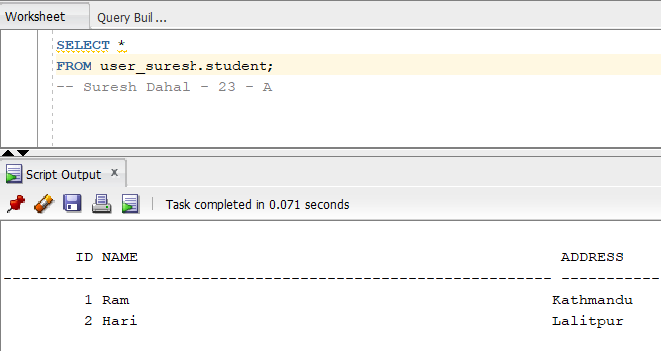 Worksheet Query Buil ...
SELECT *
FROM user_suresh.student;
-- Suresh Dahal - 23 - A
Script Output x
Task completed in 0.071 seconds
ID NAME ADDRESS
---------- -------------------------------------------------- -----------
1 Ram Kathmandu
2 Hari Lalitpur